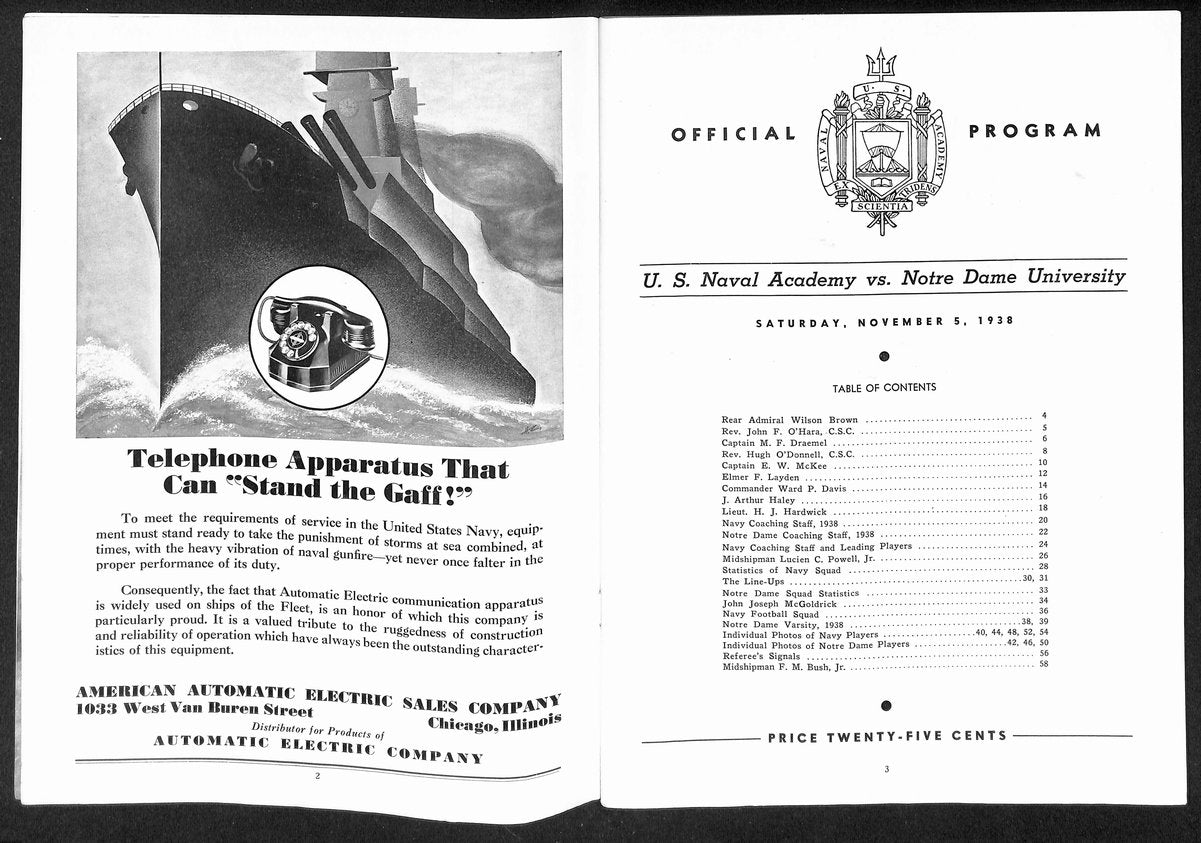 Telephone Apparatus That
Can "Stand the Gaff!"
To meet the requirements of service in the United States Navy, equip-
ment must stand ready to take the punishment of storms at sea combined, at
times, with the heavy vibration of naval gunfire—yet never once falter in the
proper performance of its duty.
Consequently, the fact that Automatic Electric communication apparatus
is widely used on ships of the Fleet, is an honor of which this company is
particularly proud. It is a valued tribute to the ruggedness of construction
and reliability of operation which have always been the outstanding character-
istics of this equipment.
AMERICAN AUTOMATIC ELECTRIC SALES COMPANY
1033 West Van Buren Street Chicago, Illinois
Distributor for Products of
AUTOMATIC ELECTRIC COMPANY
2
OFFICIAL PROGRAM
U. S.
NAVAL ACADEMY
EX SCIENTIA TRIDENS
U. S. Naval Academy vs. Notre Dame University
SATURDAY, NOVEMBER 5, 1938
TABLE OF CONTENTS
Rear Admiral Wilson Brown 4
Rev. John F. O'Hara, C.S.C. 5
Captain M. F. Draemel 6
Rev. Hugh O'Donnell, C.S.C. 8
Captain E. W. McKee 10
Elmer F. Layden 12
Commander Ward P. Davis 14
J. Arthur Haley 16
Lieut. H. J. Hardwick 18
Navy Coaching Staff, 1938 20
Notre Dame Coaching Staff, 1938 22
Navy Coaching Staff and Leading Players 24
Midshipman Lucien C. Powell, Jr. 26
Statistics of Navy Squad 28
The Line-Ups 30, 31
Notre Dame Squad Statistics 33
John Joseph McGoldrick 34
Navy Football Squad 36
Notre Dame Varsity, 1938 38, 39
Individual Photos of Navy Players 40, 44, 48, 52, 54
Individual Photos of Notre Dame Players 42, 46, 50
Referee's Signals 56
Midshipman F. M. Bush, Jr. 58
PRICE TWENTY-FIVE CENTS
3